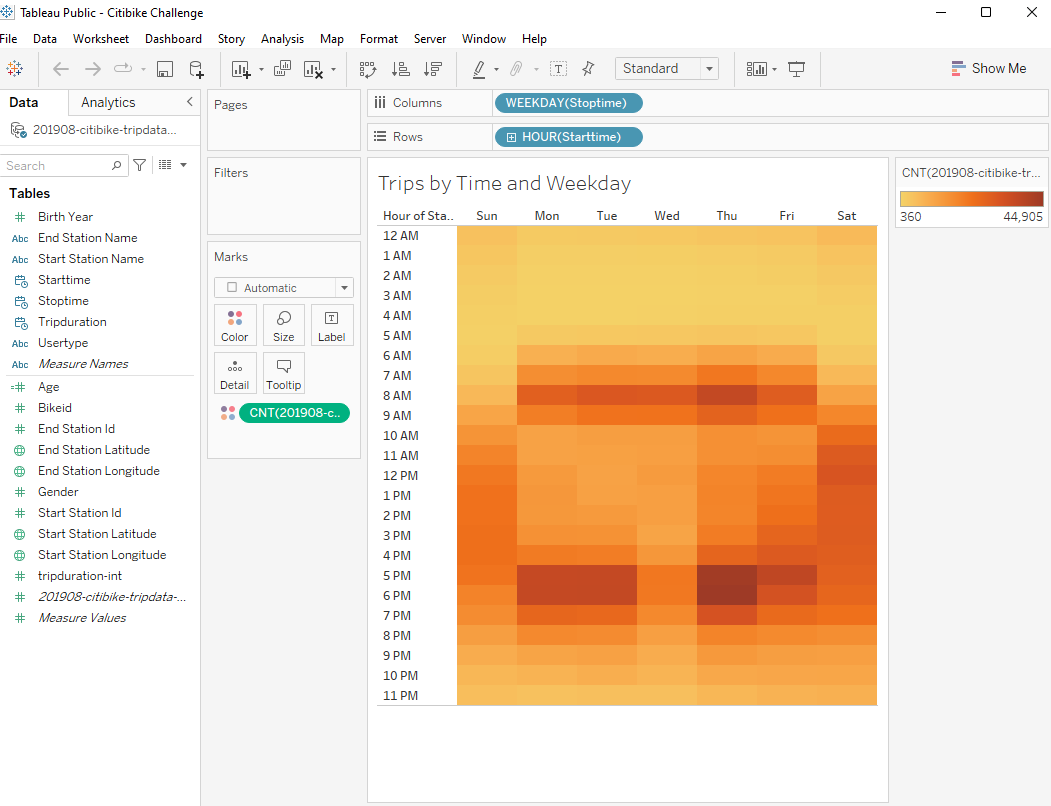 Tableau Public - Citibike Challenge
File Data Worksheet Dashboard Story Analysis Map Format Server Window Help
Standard Show Me
Data Analytics
201908-citibike-tripdata...
Search
Tables
# Birth Year
Abc End Station Name
Abc Start Station Name
Starttime
Stoptime
Tripduration
Abc Usertype
Abc Measure Names
=# Age
# Bikeid
# End Station Id
End Station Latitude
End Station Longitude
# Gender
# Start Station Id
Start Station Latitude
Start Station Longitude
# tripduration-int
# 201908-citibike-tripdata-...
# Measure Values
Pages
Filters
Marks
Automatic
Color Size Label
Detail Tooltip
CNT(201908-c..
Columns WEEKDAY(Stoptime)
Rows HOUR(Starttime)
Trips by Time and Weekday
Hour of Sta.. Sun Mon Tue Wed Thu Fri Sat
12 AM
1 AM
2 AM
3 AM
4 AM
5 AM
6 AM
7 AM
8 AM
9 AM
10 AM
11 AM
12 PM
1 PM
2 PM
3 PM
4 PM
5 PM
6 PM
7 PM
8 PM
9 PM
10 PM
11 PM
CNT(201908-citibike-tr...
360 44,905